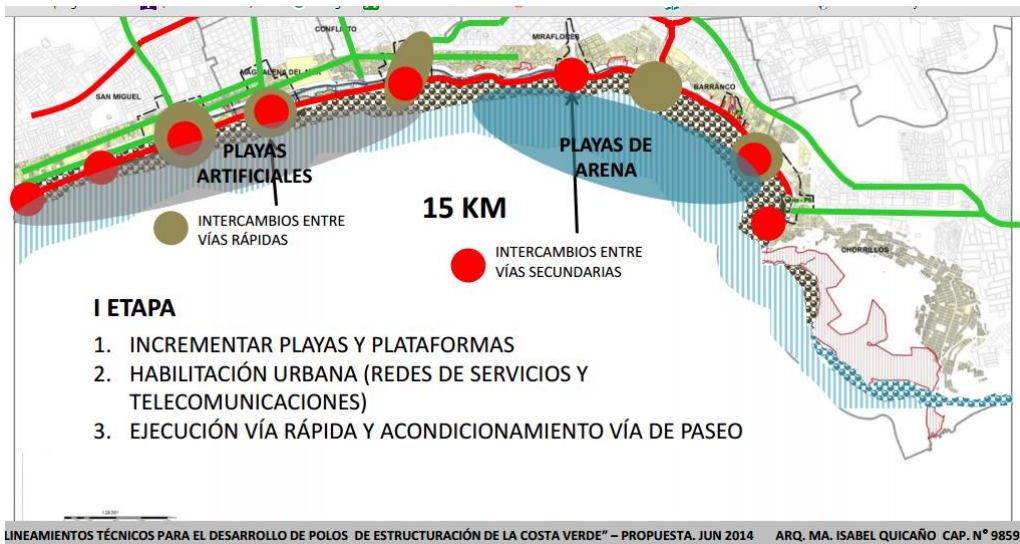 CONFLICTO
MIRAFLORES
MAGDALENA DEL MAR
SAN MIGUEL
BARRANCO
PLAYAS
ARTIFICIALES
PLAYAS DE
ARENA
15 KM
INTERCAMBIOS ENTRE
VÍAS RÁPIDAS
INTERCAMBIOS ENTRE
VÍAS SECUNDARIAS
CHORRILLOS
I ETAPA
1. INCREMENTAR PLAYAS Y PLATAFORMAS
2. HABILITACIÓN URBANA (REDES DE SERVICIOS Y
TELECOMUNICACIONES)
3. EJECUCIÓN VÍA RÁPIDA Y ACONDICIONAMIENTO VÍA DE PASEO
LINEAMIENTOS TÉCNICOS PARA EL DESARROLLO DE POLOS DE ESTRUCTURACIÓN DE LA COSTA VERDE” – PROPUESTA. JUN 2014 ARQ. MA. ISABEL QUICAÑO CAP. N° 9859